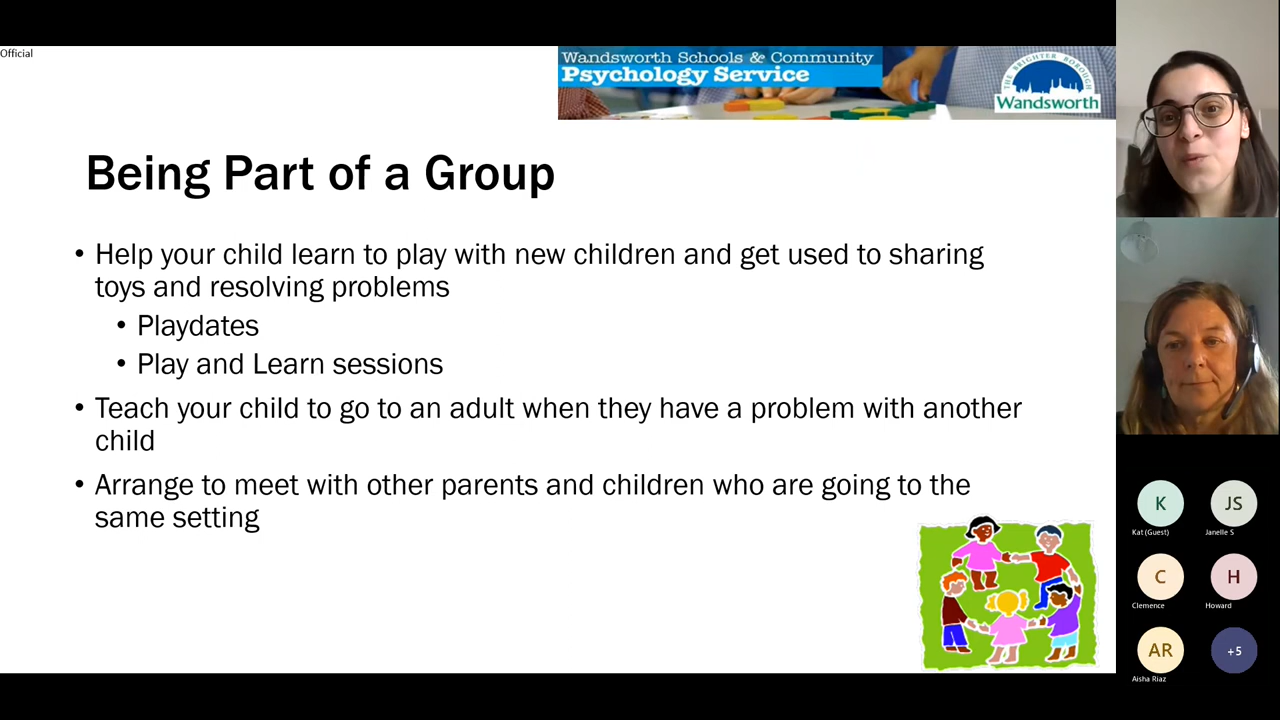 Official
Wandsworth Schools & Community
Psychology Service
THE BRIGHTER BOROUGH
Wandsworth
Being Part of a Group
• Help your child learn to play with new children and get used to sharing
toys and resolving problems
• Playdates
• Play and Learn sessions
• Teach your child to go to an adult when they have a problem with another
child
• Arrange to meet with other parents and children who are going to the
same setting
K
JS
Kat (Guest)
Janelle S
C
H
Clemence
Howard
AR
+5
Aisha Riaz